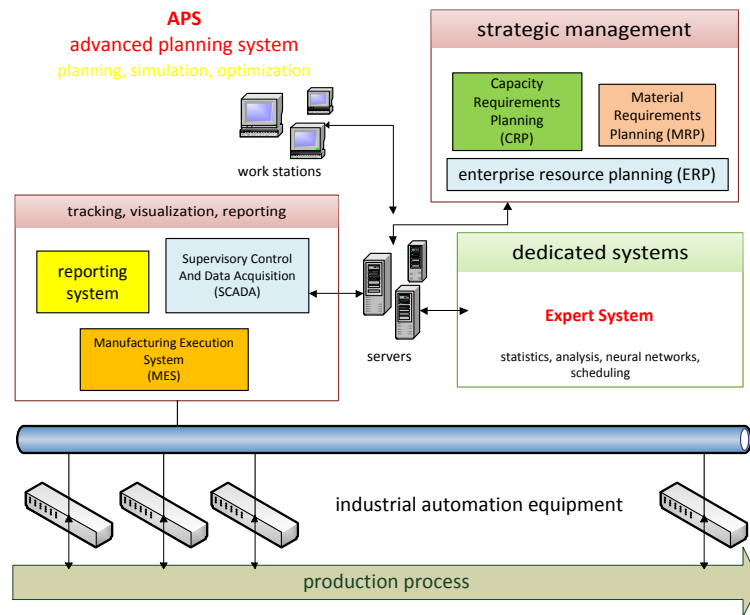 APS
advanced planning system
planning, simulation, optimization
work stations
strategic management
Capacity
Requirements
Planning
(CRP)
Material
Requirements
Planning (MRP)
enterprise resource planning (ERP)
tracking, visualization, reporting
reporting
system
Supervisory Control
And Data Acquisition
(SCADA)
Manufacturing Execution
System
(MES)
servers
dedicated systems
Expert System
statistics, analysis, neural networks,
scheduling
industrial automation equipment
production process